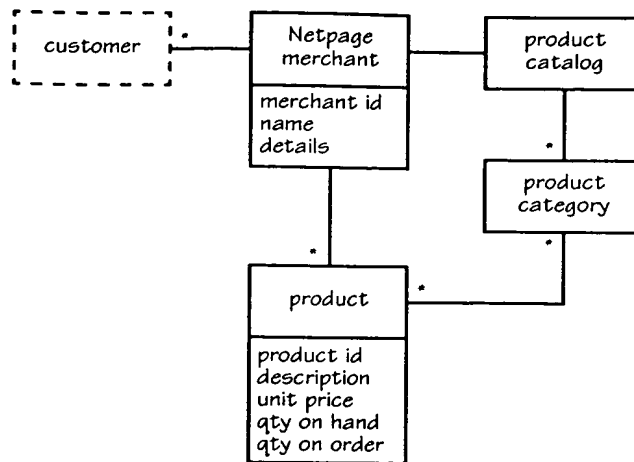 customer
*
Netpage
merchant
merchant id
name
details
product
catalog
*
product
category
*
*
*
product
product id
description
unit price
qty on hand
qty on order